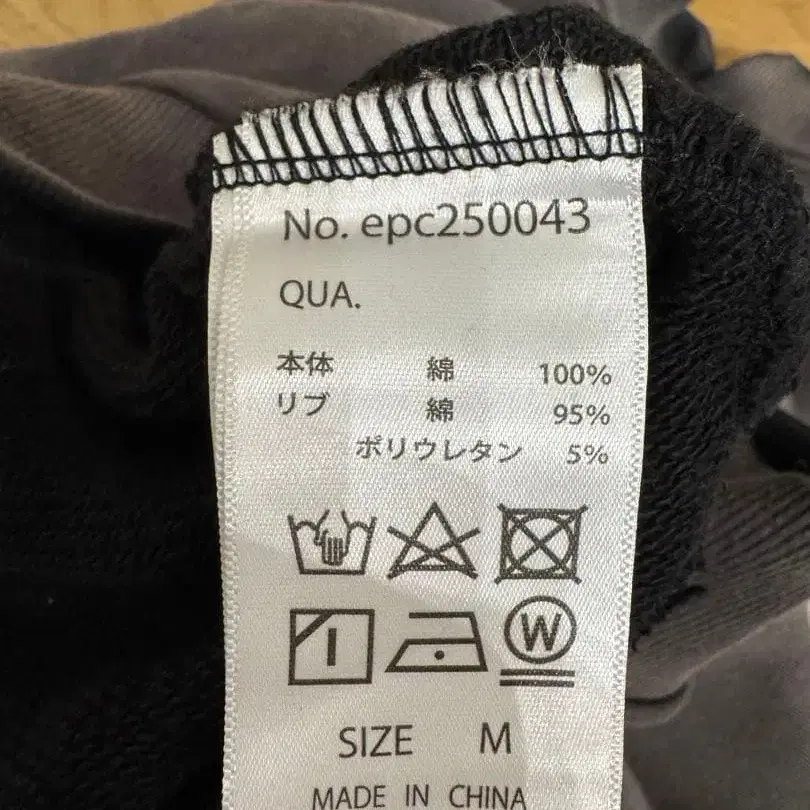 No. epc250043
QUA.
本体 綿 100%
リブ 綿 95%
ポリウレタン 5%
W
SIZE M
MADE IN CHINA